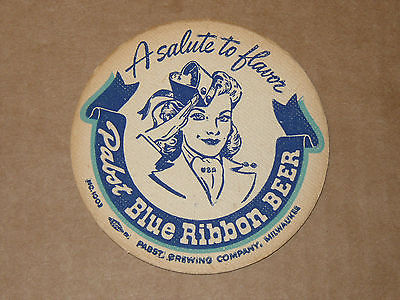 A salute to flavor
Pabst Blue Ribbon BEER
NO. 1003
PABST BREWING COMPANY, MILWAUKEE